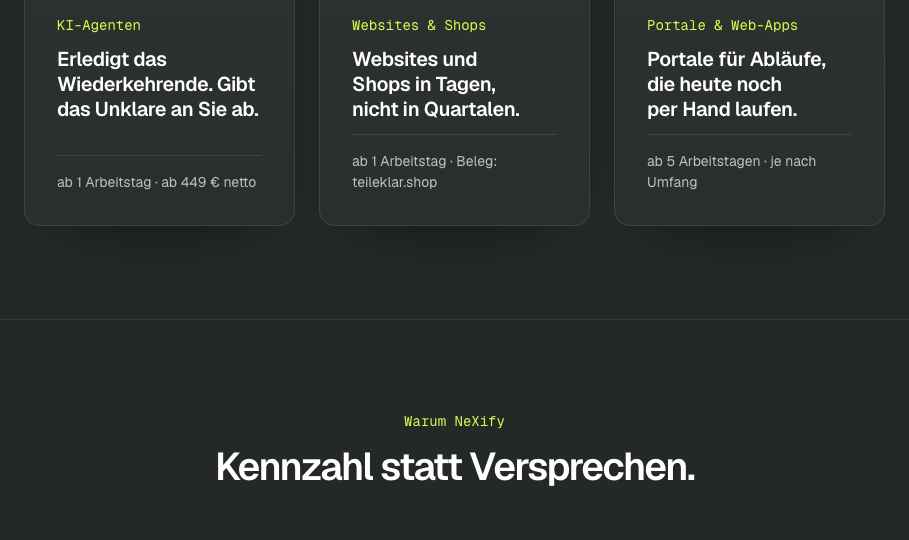 KI-Agenten
Erledigt das
Wiederkehrende. Gibt
das Unklare an Sie ab.
ab 1 Arbeitstag · ab 449 € netto
Websites & Shops
Websites und
Shops in Tagen,
nicht in Quartalen.
ab 1 Arbeitstag · Beleg:
teileklar.shop
Portale & Web-Apps
Portale für Abläufe,
die heute noch
per Hand laufen.
ab 5 Arbeitstagen · je nach
Umfang
Warum NeXify
Kennzahl statt Versprechen.